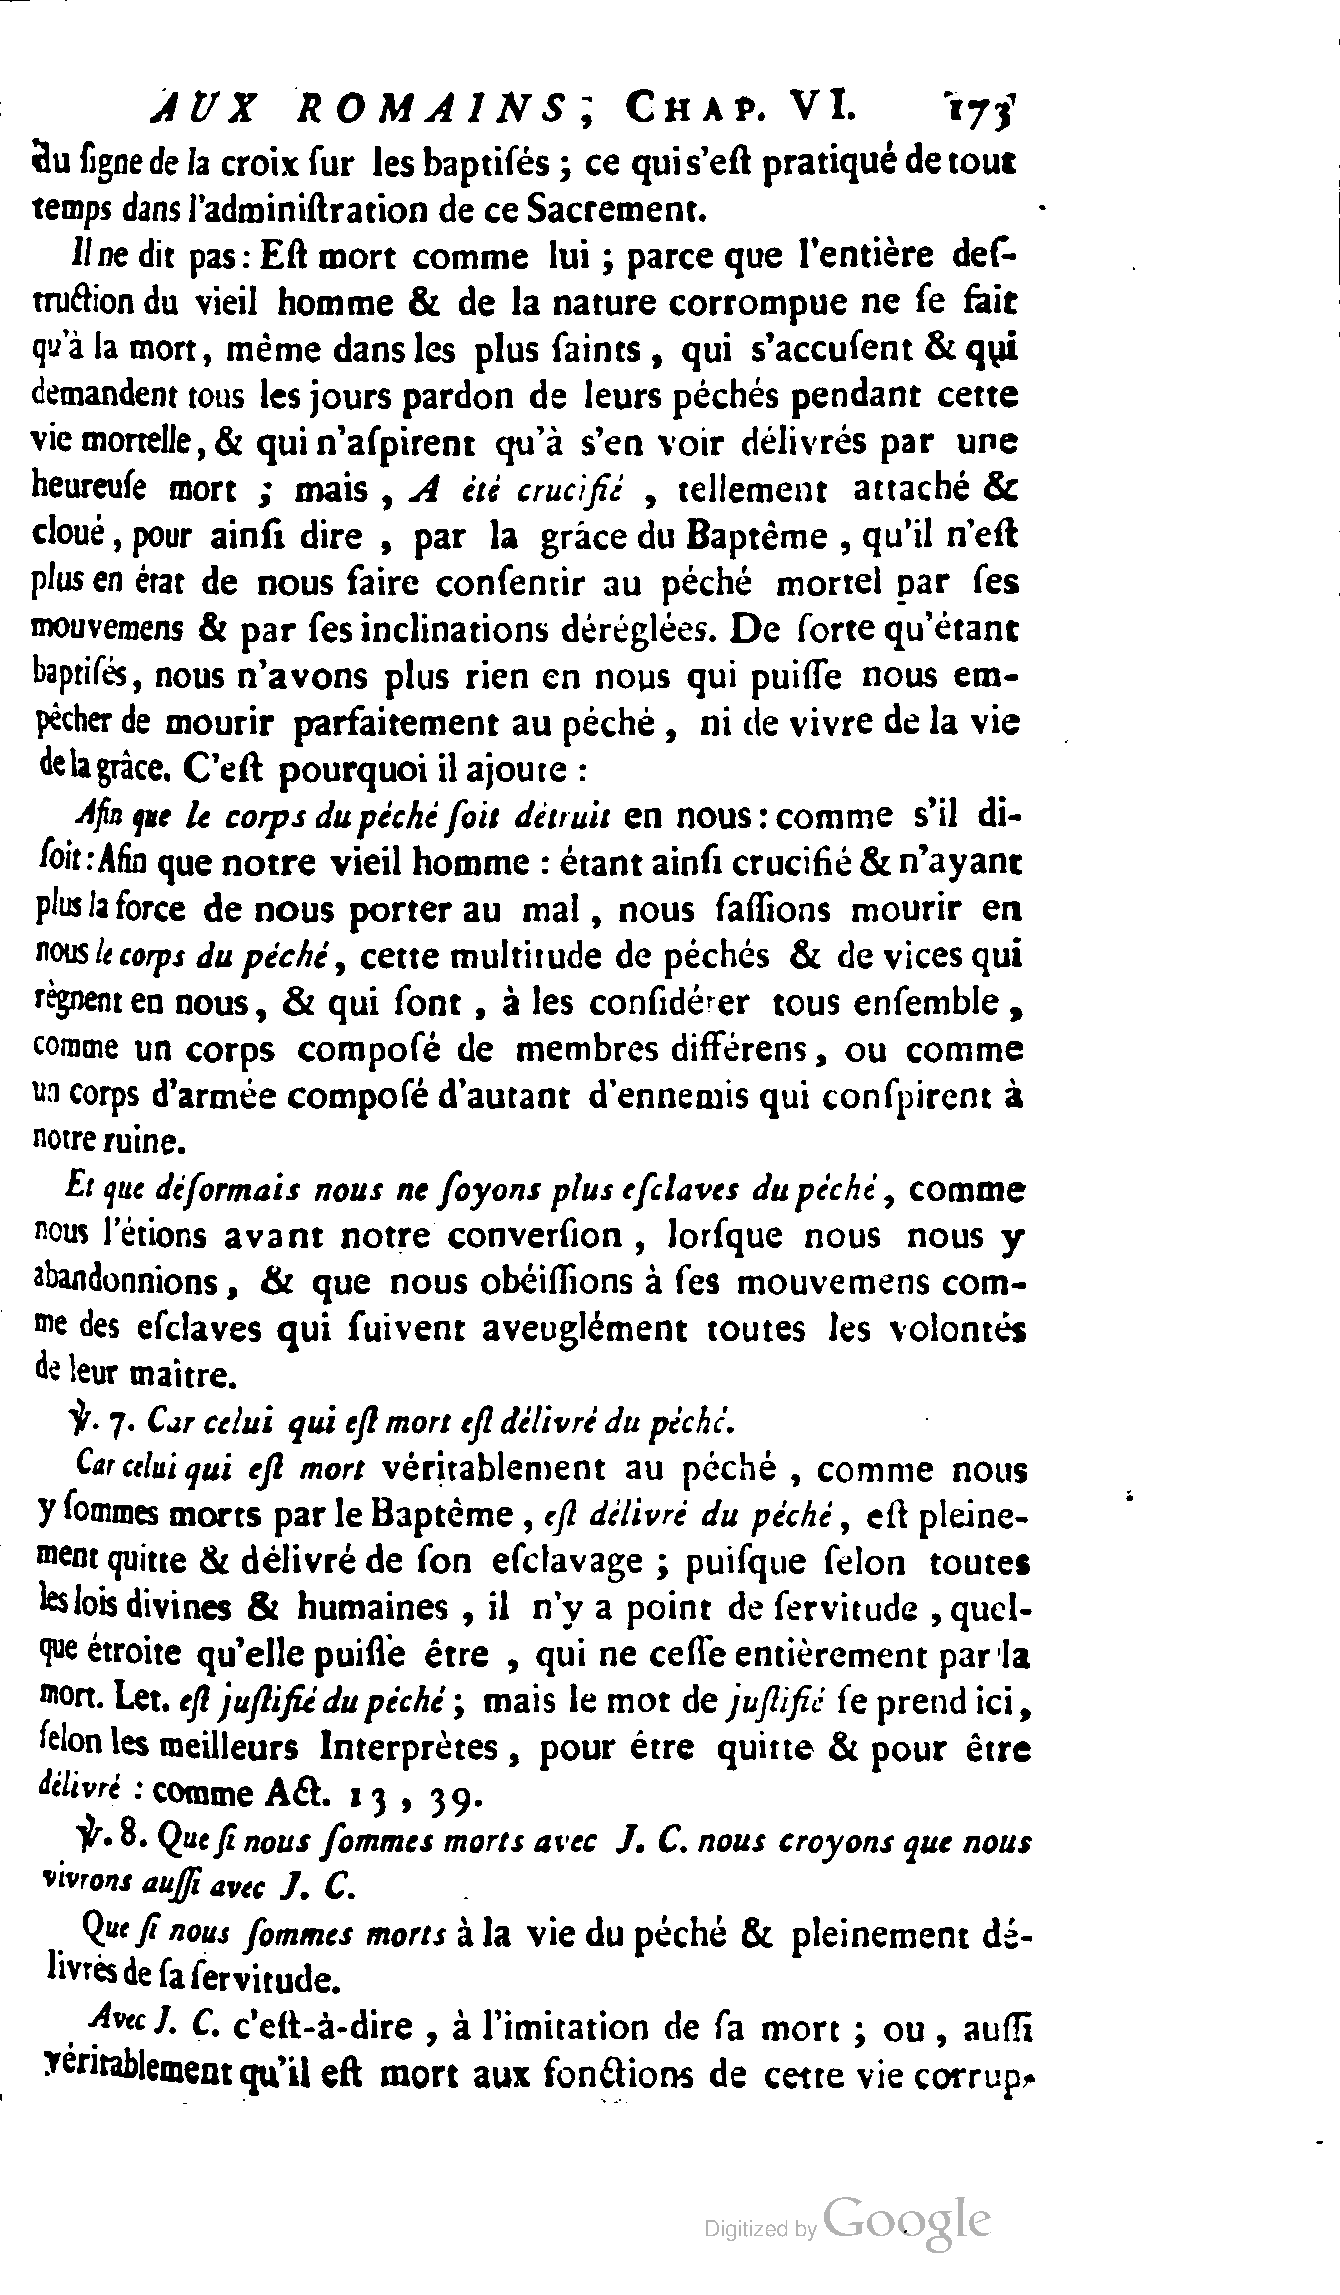 AUX ROMAINS; CHAP. VI. 173
du ſigne de la croix ſur les baptiſés ; ce qui s'eſt pratiqué de tout
temps dans l'adminiſtration de ce Sacrement.
Il ne dit pas : Eſt mort comme lui ; parce que l'entière deſ-
truction du vieil homme & de la nature corrompue ne ſe fait
qu'à la mort, même dans les plus ſaints, qui s'accuſent & qui
demandent tous les jours pardon de leurs péchés pendant cette
vie mortelle, & qui n'aſpirent qu'à s'en voir délivrés par une
heureuſe mort ; mais, A été crucifié, tellement attaché &
cloué, pour ainſi dire, par la grâce du Baptême, qu'il n'eſt
plus en état de nous faire conſentir au péché mortel par ſes
mouvemens & par ſes inclinations déréglées. De ſorte qu'étant
baptiſés, nous n'avons plus rien en nous qui puiſſe nous em-
pêcher de mourir parfaitement au péché, ni de vivre de la vie
de la grâce. C'eſt pourquoi il ajoute :
Afin que le corps du péché ſoit détruit en nous : comme s'il di-
ſoit : Afin que notre vieil homme : étant ainſi crucifié & n'ayant
plus la force de nous porter au mal, nous faſſions mourir en
nous le corps du péché, cette multitude de péchés & de vices qui
règnent en nous, & qui ſont, à les conſidérer tous enſemble,
comme un corps compoſé de membres différens, ou comme
un corps d'armée compoſé d'autant d'ennemis qui conſpirent à
notre ruine.
Et que déſormais nous ne ſoyons plus eſclaves du péché, comme
nous l'étions avant notre converſion, lorſque nous nous y
abandonnions, & que nous obéiſſions à ſes mouvemens com-
me des eſclaves qui ſuivent aveuglément toutes les volontés
de leur maître.
℣. 7. Car celui qui eſt mort eſt délivré du péché.
Car celui qui eſt mort véritablement au péché, comme nous
y ſommes morts par le Baptême, eſt délivré du péché, eſt pleine-
ment quitte & délivré de ſon eſclavage ; puiſque ſelon toutes
les lois divines & humaines, il n'y a point de ſervitude, quel-
que étroite qu'elle puiſſe être, qui ne ceſſe entièrement par la
mort. Let. eſt juſtifié du péché ; mais le mot de juſtifié ſe prend ici,
ſelon les meilleurs Interprètes, pour être quitte & pour être
délivré : comme Act. 13, 39.
℣. 8. Que ſi nous ſommes morts avec J. C. nous croyons que nous
vivrons auſſi avec J. C.
Que ſi nous ſommes morts à la vie du péché & pleinement dé-
livrés de ſa ſervitude.
Avec J. C. c'eſt-à-dire, à l'imitation de ſa mort ; ou, auſſi
véritablement qu'il eſt mort aux fonctions de cette vie corrup-
Digitized by Google